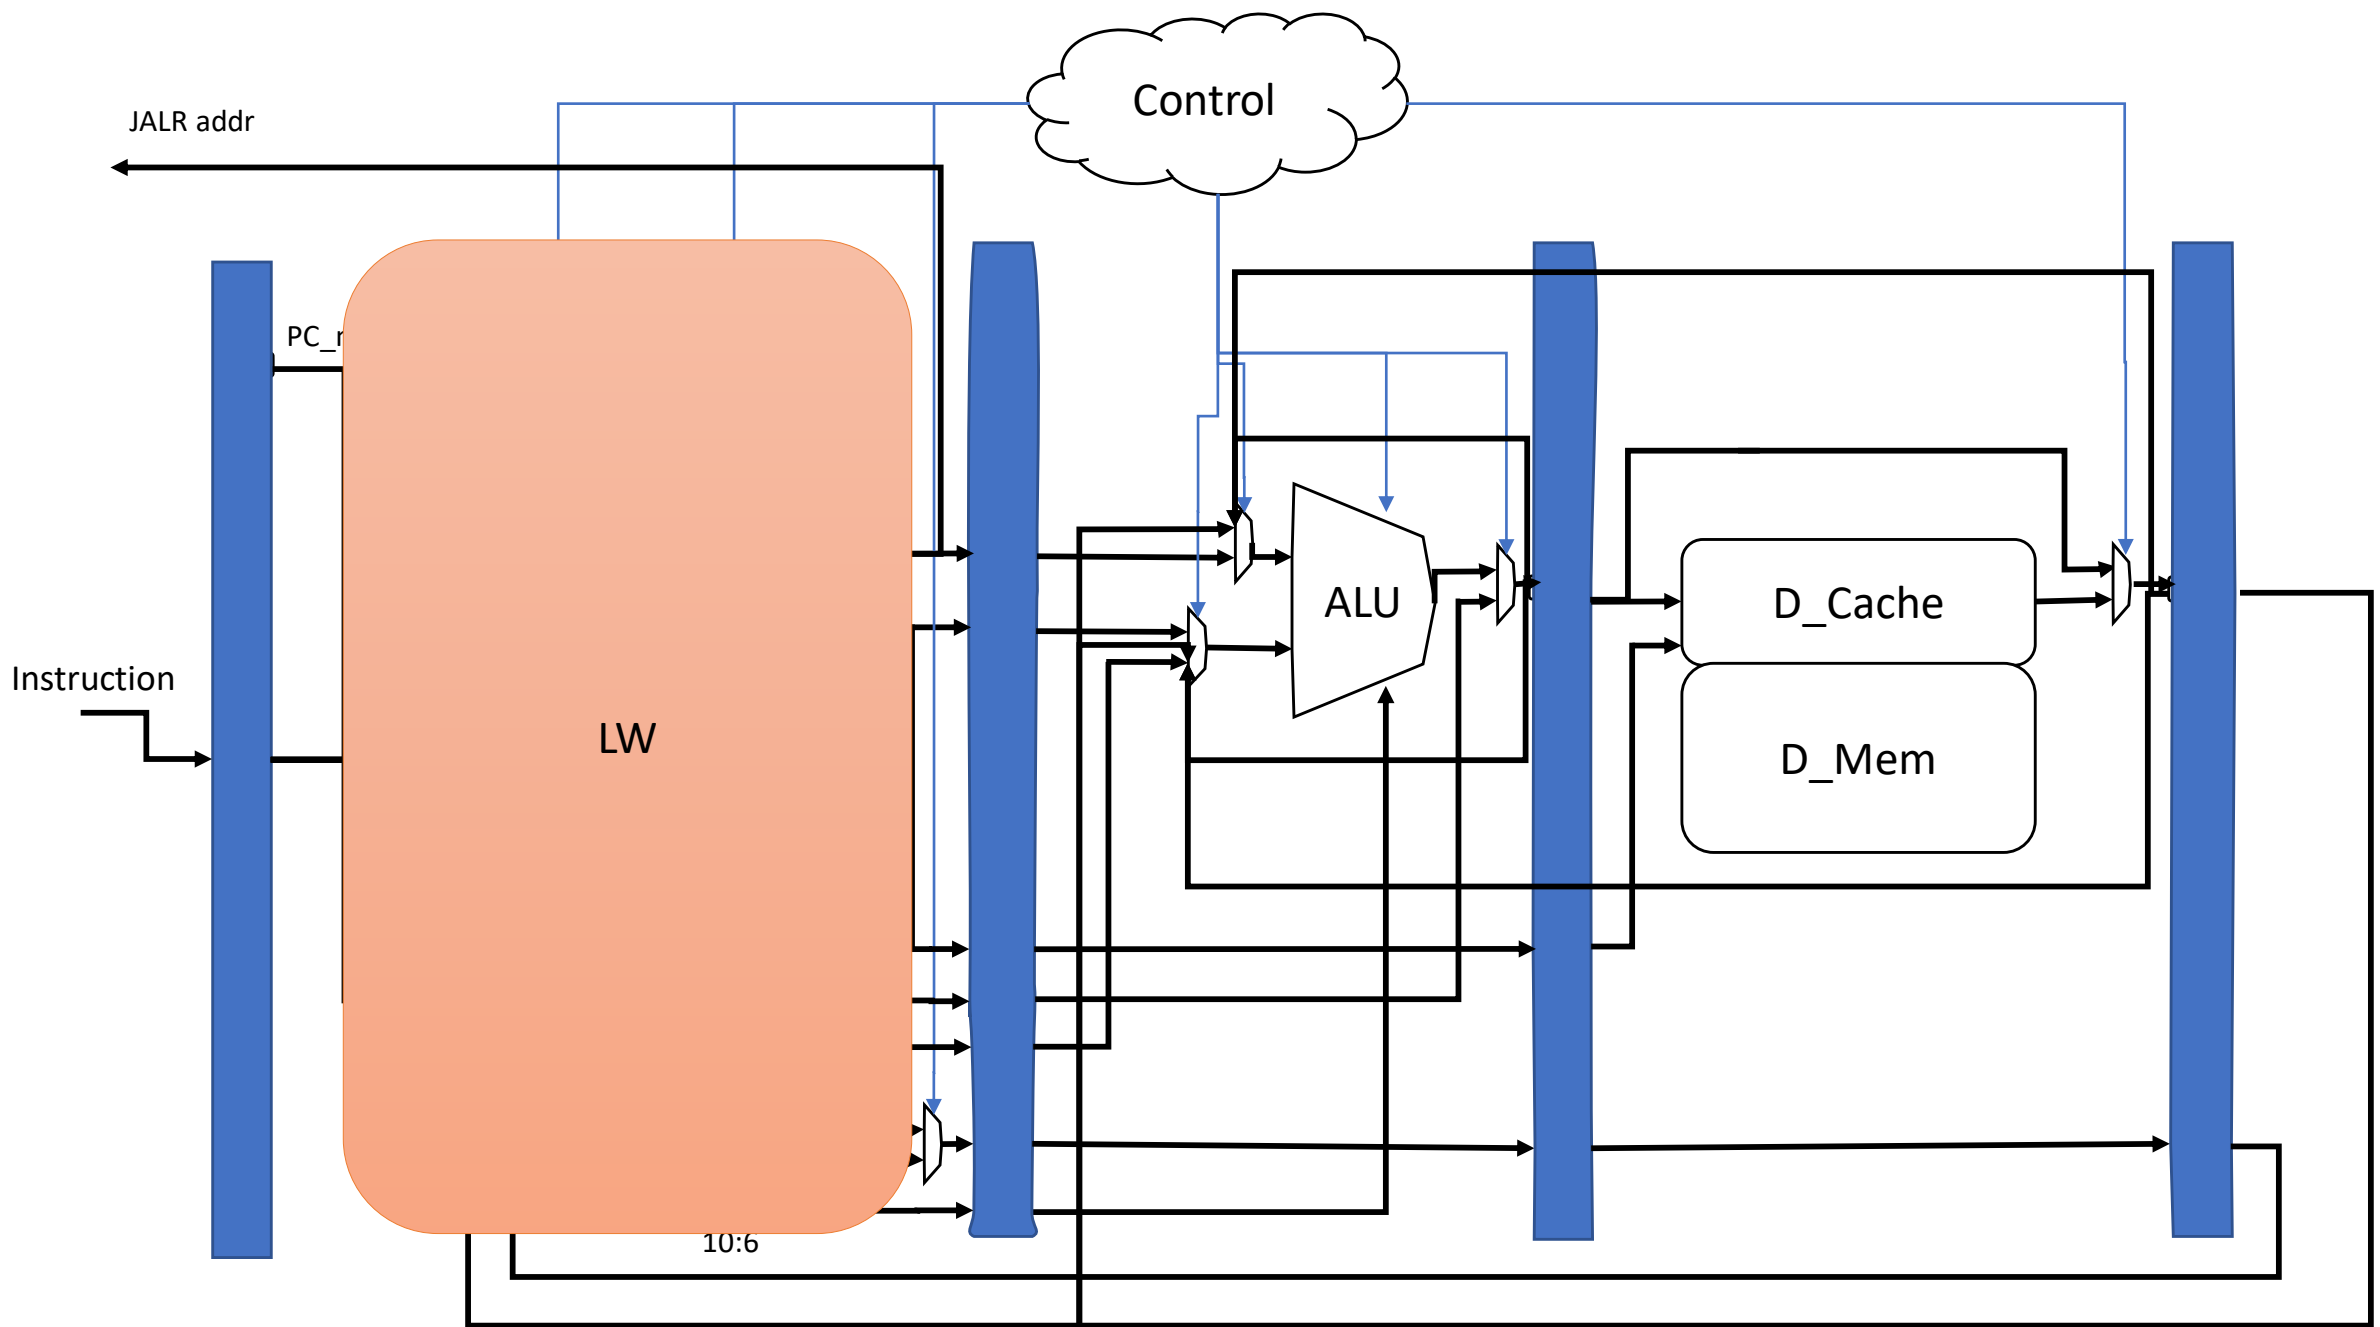 Control
JALR addr
PC_
LW
ALU
D_Cache
Instruction
D_Mem
10:6